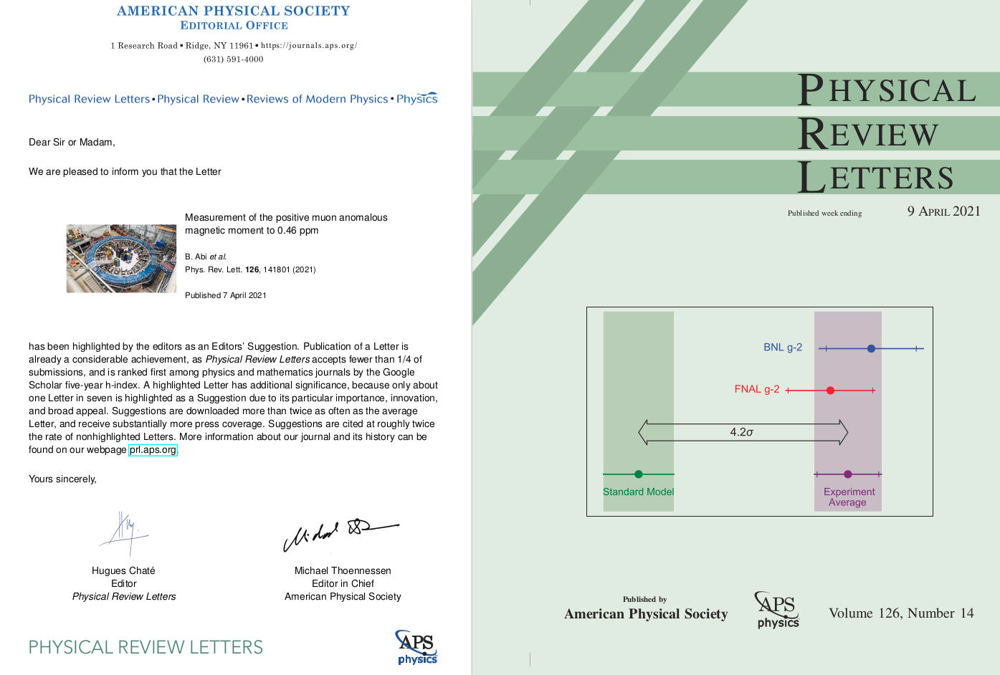 AMERICAN PHYSICAL SOCIETY
EDITORIAL OFFICE
1 Research Road • Ridge, NY 11961 • https://journals.aps.org/
(631) 591-4000
Physical Review Letters • Physical Review • Reviews of Modern Physics • Physics
Dear Sir or Madam,
We are pleased to inform you that the Letter
Measurement of the positive muon anomalous
magnetic moment to 0.46 ppm
B. Abi et al.
Phys. Rev. Lett. 126, 141801 (2021)
Published 7 April 2021
has been highlighted by the editors as an Editors’ Suggestion. Publication of a Letter is
already a considerable achievement, as Physical Review Letters accepts fewer than 1/4 of
submissions, and is ranked first among physics and mathematics journals by the Google
Scholar five-year h-index. A highlighted Letter has additional significance, because only about
one Letter in seven is highlighted as a Suggestion due to its particular importance, innovation,
and broad appeal. Suggestions are downloaded more than twice as often as the average
Letter, and receive substantially more press coverage. Suggestions are cited at roughly twice
the rate of nonhighlighted Letters. More information about our journal and its history can be
found on our webpage prl.aps.org.
Yours sincerely,
Hugues Chaté
Editor
Physical Review Letters
Michael Thoennessen
Editor in Chief
American Physical Society
PHYSICAL REVIEW LETTERS
APS
physics
PHYSICAL
REVIEW
LETTERS
Published week ending
9 APRIL 2021
BNL g-2
FNAL g-2
4.2σ
Standard Model
Experiment
Average
Published by
American Physical Society
APS
physics
Volume 126, Number 14